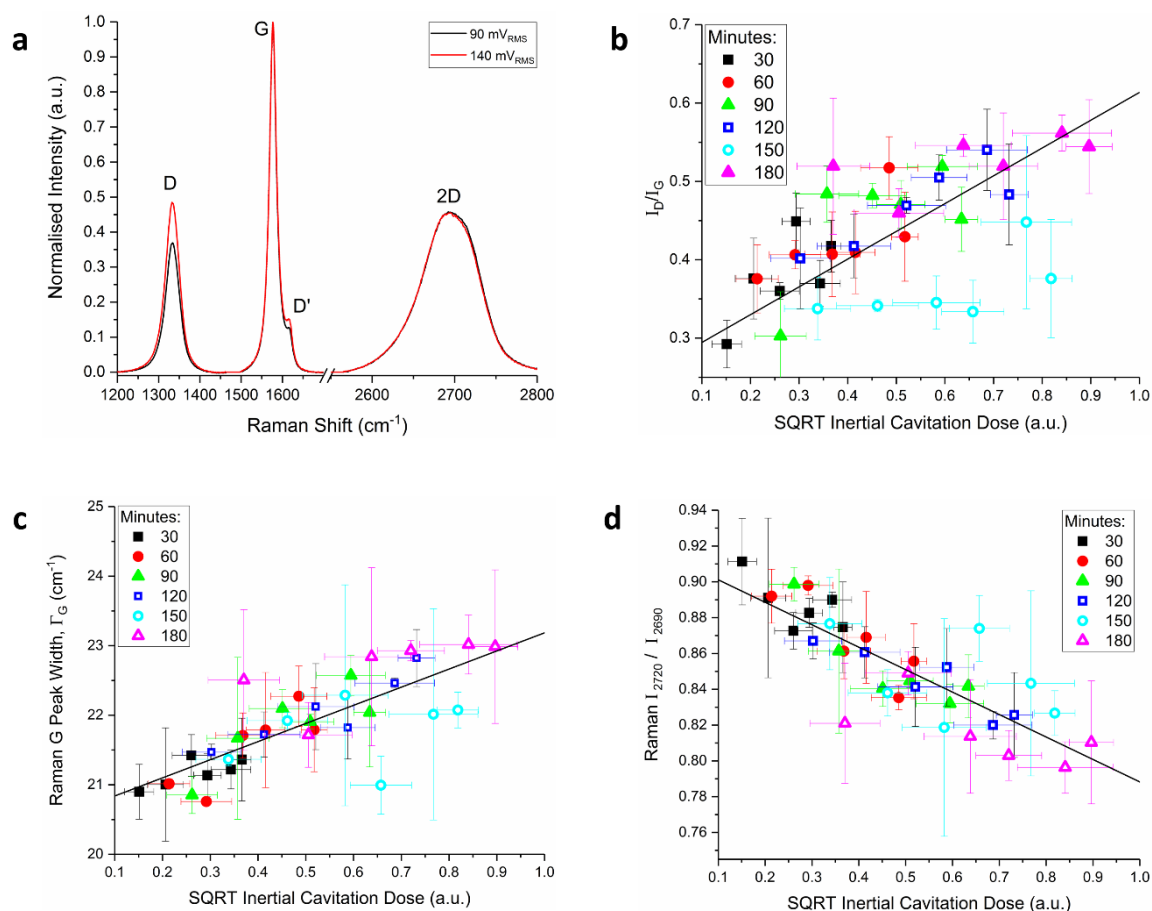 a
Normalised Intensity (a.u.)
1.0
0.9
0.8
0.7
0.6
0.5
0.4
0.3
0.2
0.1
0.0
D
G
D'
2D
90 mVRMS
140 mVRMS
1200 1300 1400 1500 1600 2600 2700 2800
Raman Shift (cm-1)
b
ID/IG
0.6
0.5
0.4
0.3
Minutes:
30
60
90
120
150
180
0.1 0.2 0.3 0.4 0.5 0.6 0.7 0.8 0.9 1.0
SQRT Inertial Cavitation Dose (a.u.)
c
Raman G Peak Width, ΓG (cm-1)
25
24
23
22
21
20
Minutes:
30
60
90
120
150
180
0.1 0.2 0.3 0.4 0.5 0.6 0.7 0.8 0.9 1.0
SQRT Inertial Cavitation Dose (a.u.)
d
Raman I2720 / I2690
0.94
0.92
0.90
0.88
0.86
0.84
0.82
0.80
0.78
0.76
Minutes:
30
60
90
120
150
180
0.1 0.2 0.3 0.4 0.5 0.6 0.7 0.8 0.9 1.0
SQRT Inertial Cavitation Dose (a.u.)